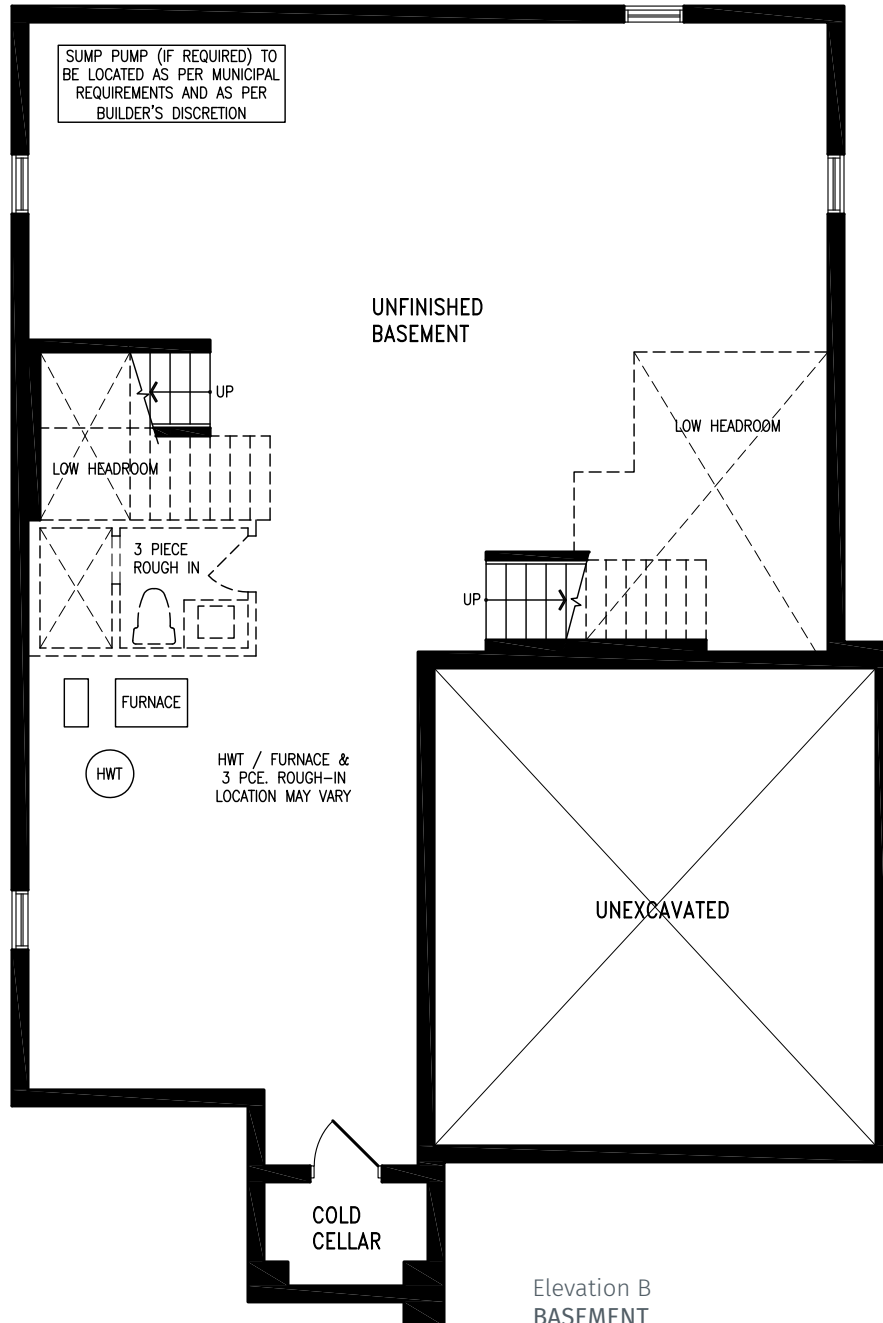 SUMP PUMP (IF REQUIRED) TO
BE LOCATED AS PER MUNICIPAL
REQUIREMENTS AND AS PER
BUILDER'S DISCRETION
UNFINISHED
BASEMENT
UP
LOW HEADROOM
LOW HEADROOM
3 PIECE
ROUGH IN
UP
FURNACE
HWT
HWT / FURNACE &
3 PCE. ROUGH-IN
LOCATION MAY VARY
UNEXCAVATED
COLD
CELLAR
Elevation B
BASEMENT